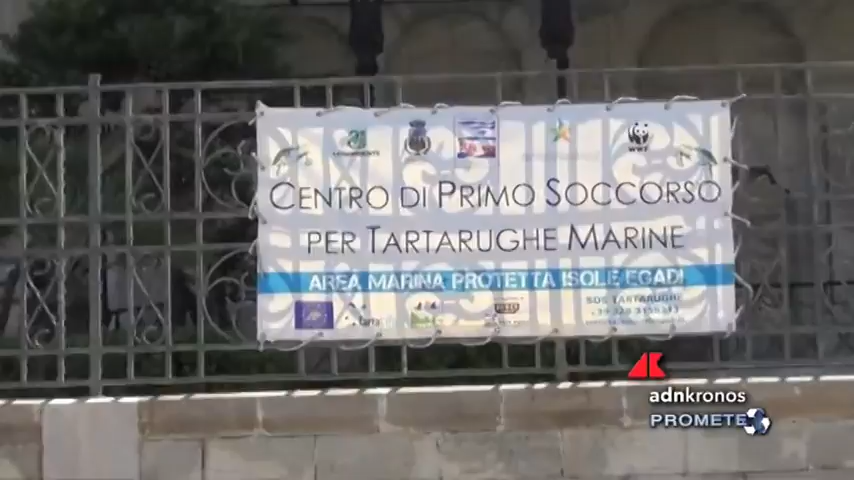 WWF
CENTRO DI PRIMO SOCCORSO
PER TARTARUGHE MARINE
AREA MARINA PROTETTA ISOLE EGADI
SOS TARTARUGHE
adnkronos
PROMETEO